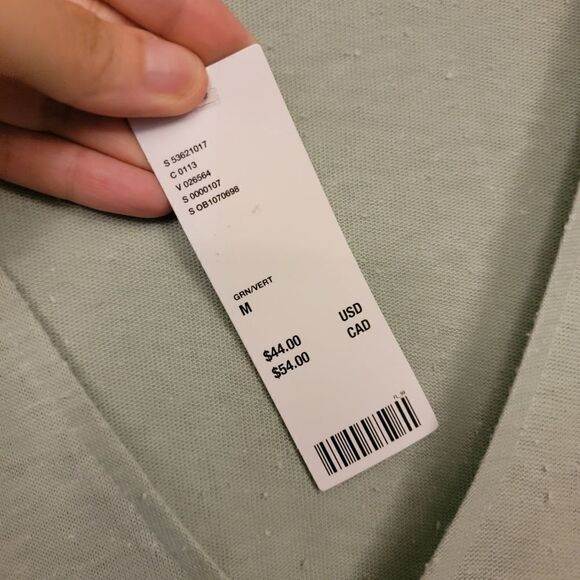 S 53621017
C 0113
V 026564
S 0000107
S OB1070698
GRN/VERT
M
$44.00 USD
$54.00 CAD